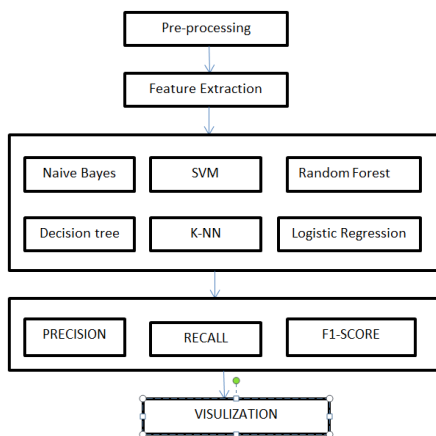 Pre-processing
Feature Extraction
Naive Bayes
SVM
Random Forest
Decision tree
K-NN
Logistic Regression
PRECISION
RECALL
F1-SCORE
VISULIZATION